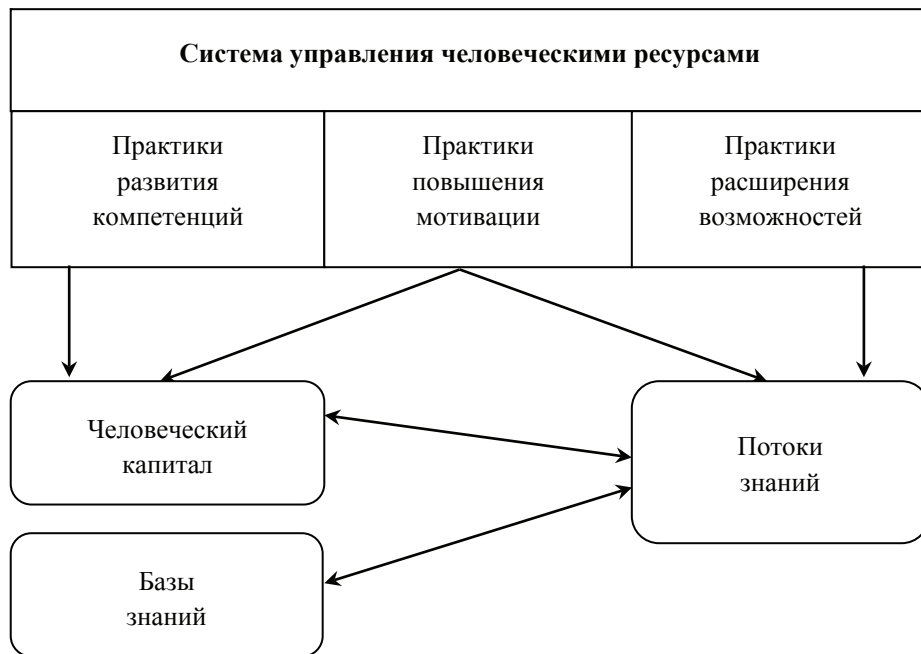 Система управления человеческими ресурсами
Практики
развития
компетенций
Практики
повышения
мотивации
Практики
расширения
возможностей
Человеческий
капитал
Потоки
знаний
Базы
знаний